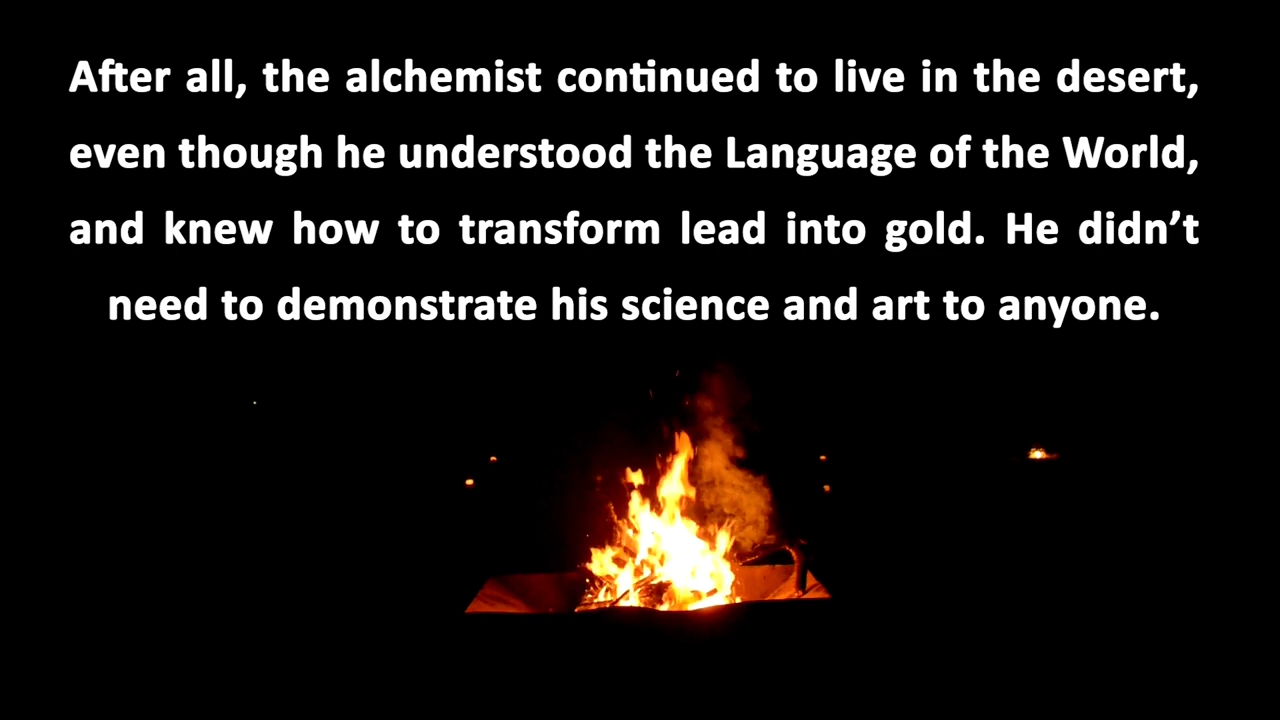 After all, the alchemist continued to live in the desert,
even though he understood the Language of the World,
and knew how to transform lead into gold. He didn’t
need to demonstrate his science and art to anyone.